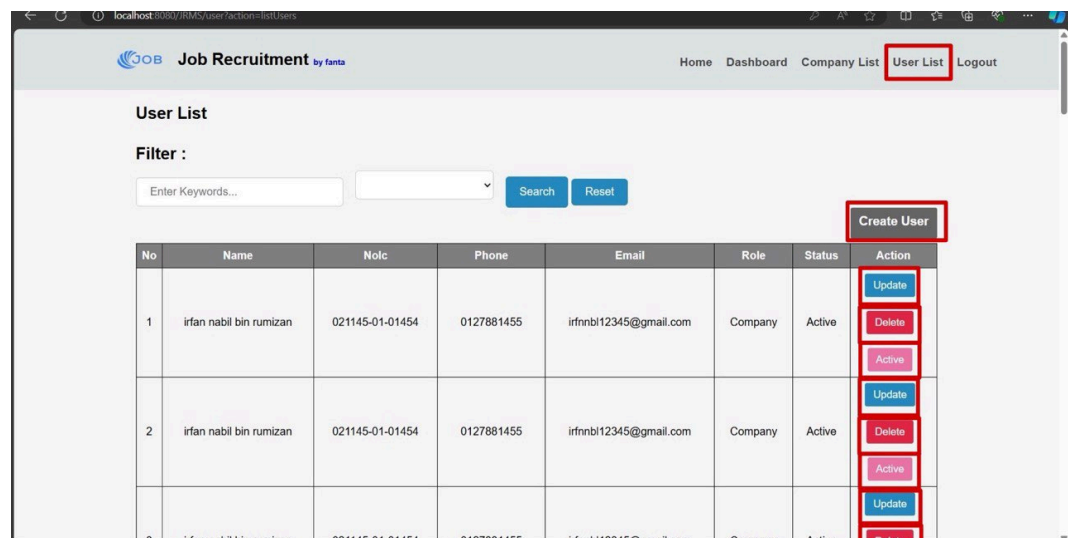 localhost:8080/JRMS/user?action=listUsers
JOB Job Recruitment by fanta Home Dashboard Company List User List Logout
User List
Filter :
Enter Keywords... Search Reset
Create User
No Name NoIc Phone Email Role Status Action
Update
1 irfan nabil bin rumizan 021145-01-01454 0127881455 irfnnbl12345@gmail.com Company Active Delete
Active
Update
2 irfan nabil bin rumizan 021145-01-01454 0127881455 irfnnbl12345@gmail.com Company Active Delete
Active
Update